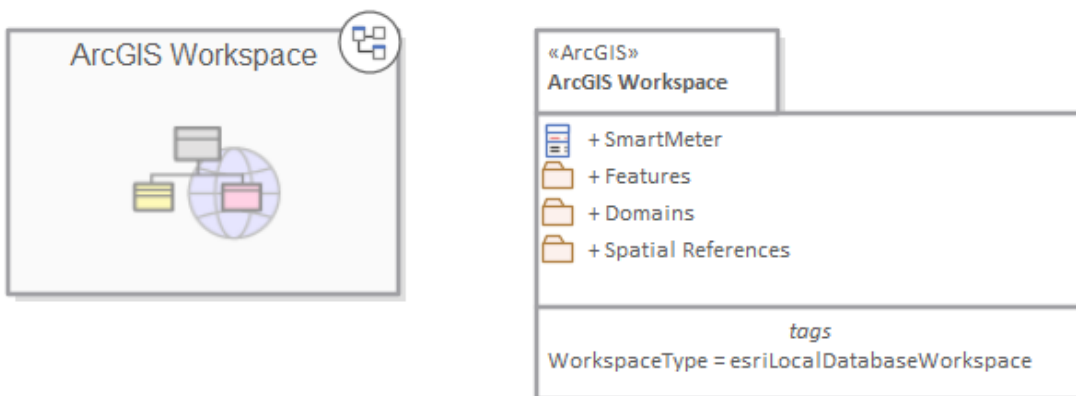 ArcGIS Workspace
«ArcGIS»
ArcGIS Workspace
+ SmartMeter
+ Features
+ Domains
+ Spatial References
tags
WorkspaceType = esriLocalDatabaseWorkspace